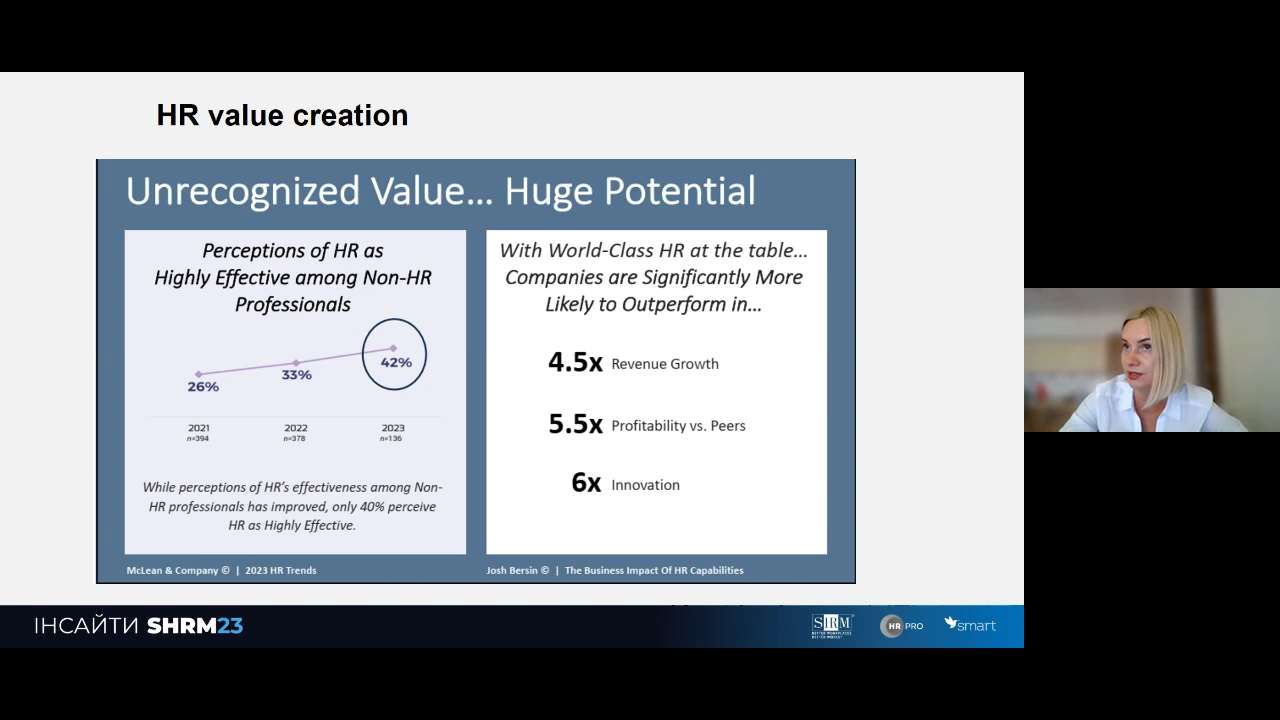 HR value creation
Unrecognized Value... Huge Potential
Perceptions of HR as
Highly Effective among Non-HR
Professionals
26%
33%
42%
2021
2022
2023
n=394
n=378
n=136
While perceptions of HR's effectiveness among Non-
HR professionals has improved, only 40% perceive
HR as Highly Effective.
McLean & Company © | 2023 HR Trends
With World-Class HR at the table...
Companies are Significantly More
Likely to Outperform in...
4.5x Revenue Growth
5.5x Profitability vs. Peers
6x Innovation
Josh Bersin © | The Business Impact Of HR Capabilities
ІНСАЙТИ SHRM23
SHRM
BETTER WORKPLACES
BETTER WORLD
HR PRO
smart